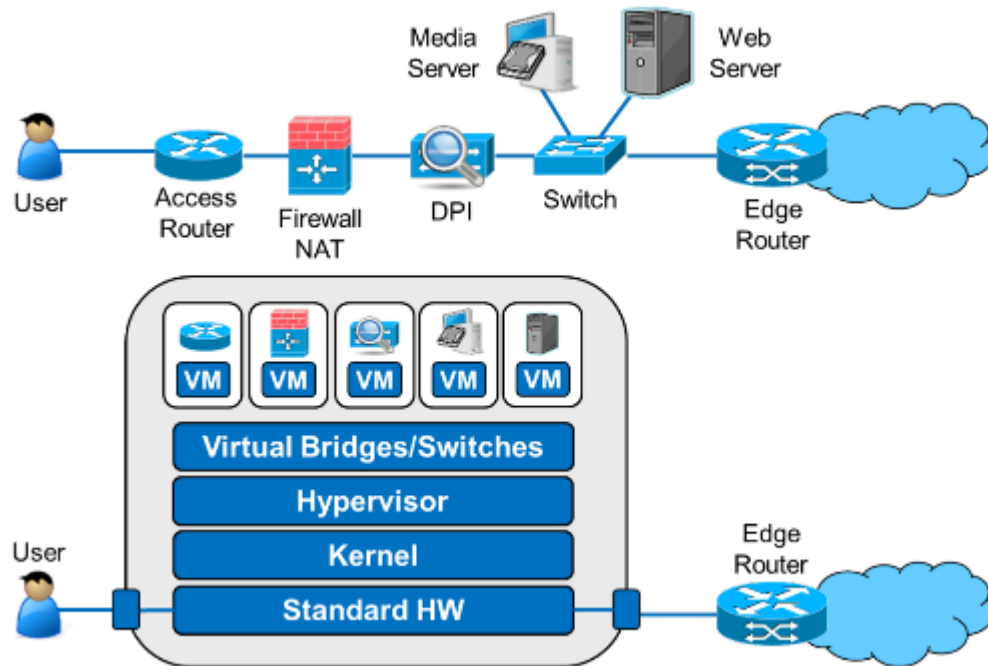 Media
Server
Web
Server
User
Access
Router
Firewall
NAT
DPI
Switch
Edge
Router
VM
VM
VM
VM
VM
Virtual Bridges/Switches
Hypervisor
Kernel
Standard HW
User
Edge
Router